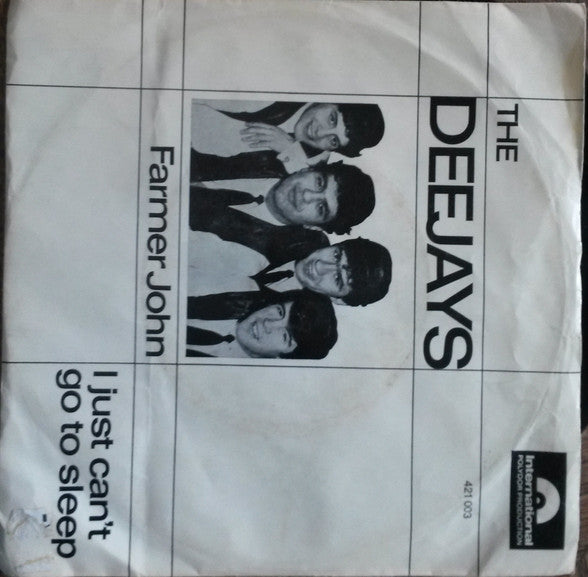 THE
DEEJAYS
International
POLYDOR PRODUCTION
421 003
Farmer John
I just can't
go to sleep